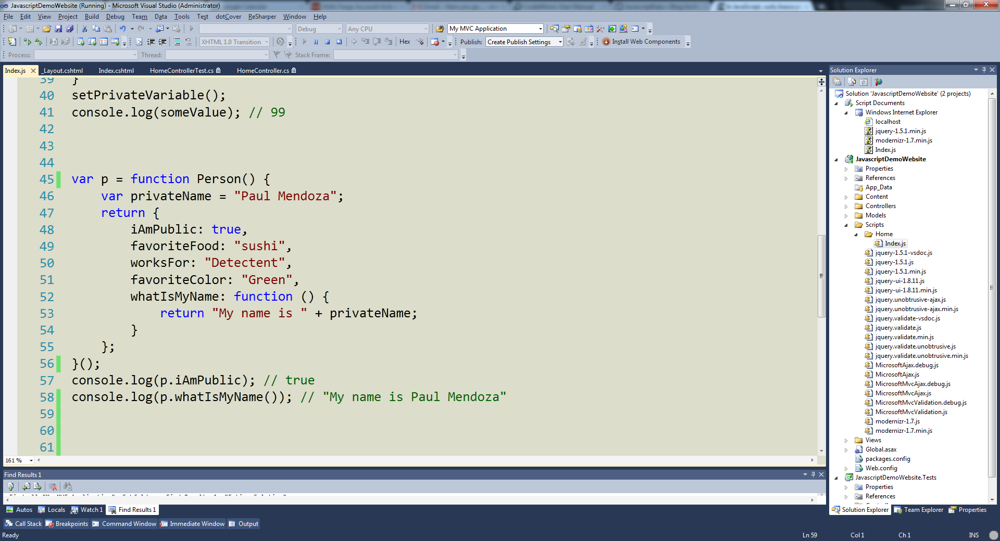 JavascriptDemoWebsite (Running) - Microsoft Visual Studio (Administrator)
File Edit View Project Build Debug Team Data Tools Test dotCover ReSharper Window Help
Debug Any CPU My MVC Application
XHTML 1.0 Transition Hex Publish: Create Publish Settings Install Web Components
Process: Thread: Stack Frame:
Index.js _Layout.cshtml Index.cshtml HomeControllerTest.cs HomeController.cs
39 }
40 setPrivateVariable();
41 console.log(someValue); // 99
42
43
44
45 var p = function Person() {
46 var privateName = "Paul Mendoza";
47 return {
48 iAmPublic: true,
49 favoriteFood: "sushi",
50 worksFor: "Detectent",
51 favoriteColor: "Green",
52 whatIsMyName: function () {
53 return "My name is " + privateName;
54 }
55 };
56 }();
57 console.log(p.iAmPublic); // true
58 console.log(p.whatIsMyName()); // "My name is Paul Mendoza"
59
60
61
161 %
Find Results 1
Autos Locals Watch 1 Find Results 1
Call Stack Breakpoints Command Window Immediate Window Output
Ready
Ln 59 Col 1 Ch 1 INS
Solution Explorer
Solution 'JavascriptDemoWebsite' (2 projects)
Script Documents
Windows Internet Explorer
localhost
jquery-1.5.1.min.js
modernizr-1.7.min.js
Index.js
JavascriptDemoWebsite
Properties
References
App_Data
Content
Controllers
Models
Scripts
Home
Index.js
jquery-1.5.1-vsdoc.js
jquery-1.5.1.js
jquery-1.5.1.min.js
jquery-ui-1.8.11.js
jquery-ui-1.8.11.min.js
jquery.unobtrusive-ajax.js
jquery.unobtrusive-ajax.min.js
jquery.validate-vsdoc.js
jquery.validate.js
jquery.validate.min.js
jquery.validate.unobtrusive.js
jquery.validate.unobtrusive.min.js
MicrosoftAjax.debug.js
MicrosoftAjax.js
MicrosoftMvcAjax.debug.js
MicrosoftMvcAjax.js
MicrosoftMvcValidation.debug.js
MicrosoftMvcValidation.js
modernizr-1.7.js
modernizr-1.7.min.js
Views
Global.asax
packages.config
Web.config
JavascriptDemoWebsite.Tests
Properties
References
Solution Explorer Team Explorer Properties